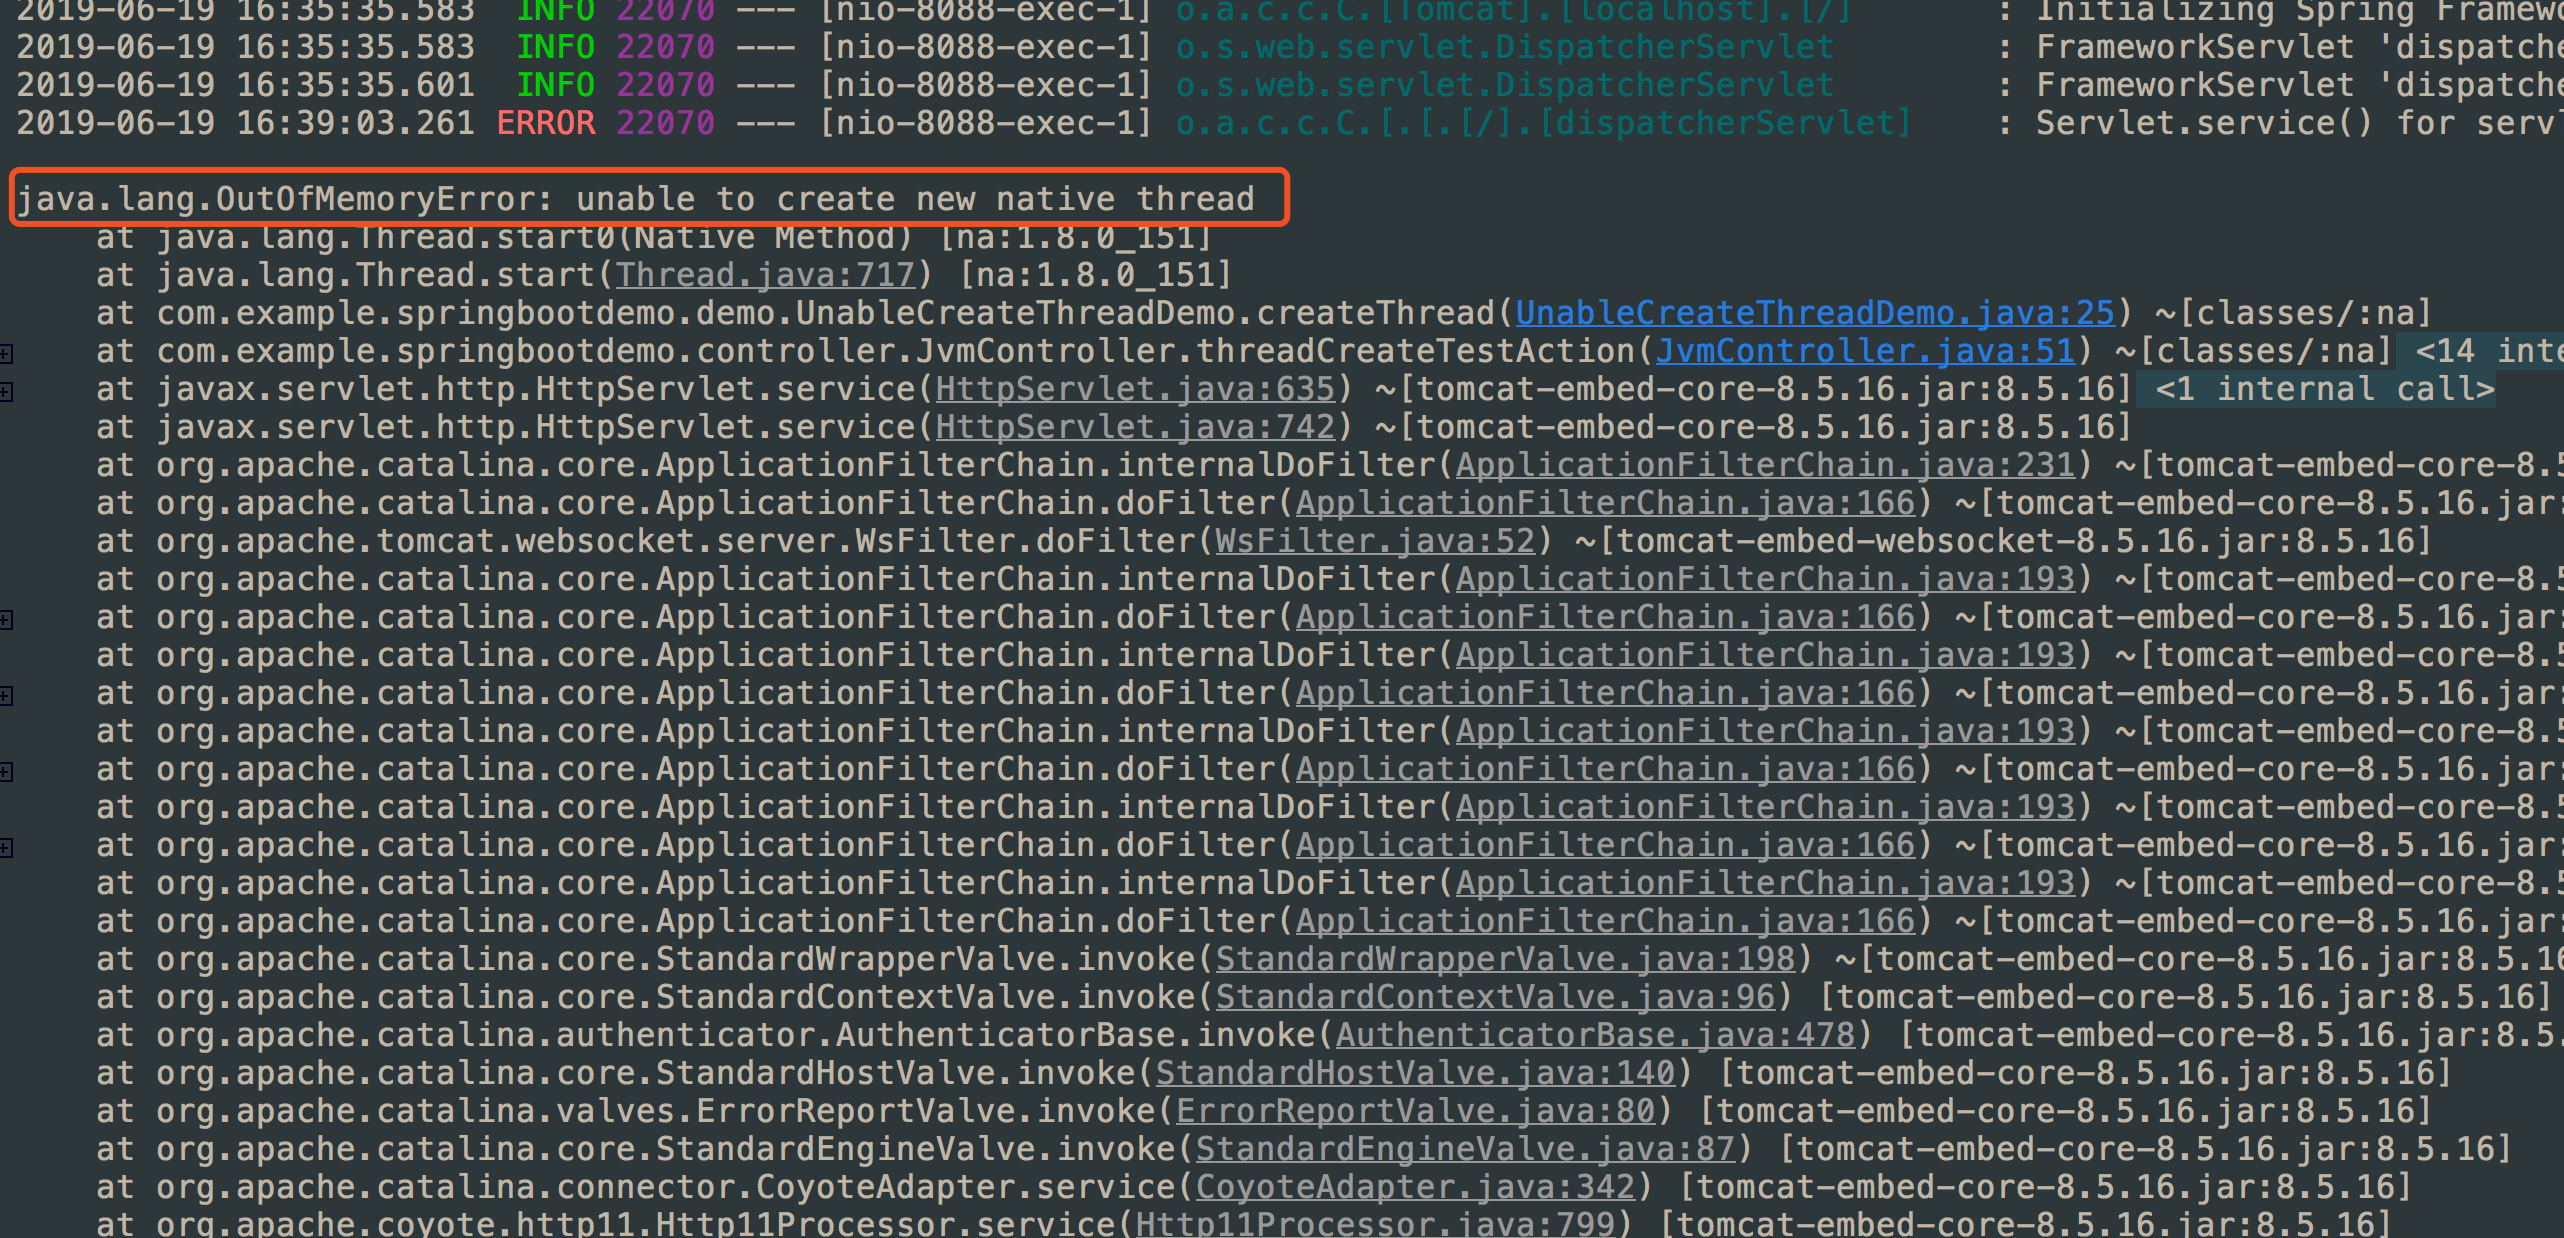 2019-06-19 16:35:35.583  INFO 22070 --- [nio-8088-exec-1] o.a.c.c.C.[Tomcat].[localhost].[/]       : Initializing Spring Framewo
2019-06-19 16:35:35.583  INFO 22070 --- [nio-8088-exec-1] o.s.web.servlet.DispatcherServlet        : FrameworkServlet 'dispatche
2019-06-19 16:35:35.601  INFO 22070 --- [nio-8088-exec-1] o.s.web.servlet.DispatcherServlet        : FrameworkServlet 'dispatche
2019-06-19 16:39:03.261 ERROR 22070 --- [nio-8088-exec-1] o.a.c.c.C.[.[.[/].[dispatcherServlet]    : Servlet.service() for servl
java.lang.OutOfMemoryError: unable to create new native thread
at java.lang.Thread.start0(Native Method) [na:1.8.0_151]
at java.lang.Thread.start(Thread.java:717) [na:1.8.0_151]
at com.example.springbootdemo.demo.UnableCreateThreadDemo.createThread(UnableCreateThreadDemo.java:25) ~[classes/:na]
at com.example.springbootdemo.controller.JvmController.threadCreateTestAction(JvmController.java:51) ~[classes/:na] <14 inte
at javax.servlet.http.HttpServlet.service(HttpServlet.java:635) ~[tomcat-embed-core-8.5.16.jar:8.5.16] <1 internal call>
at javax.servlet.http.HttpServlet.service(HttpServlet.java:742) ~[tomcat-embed-core-8.5.16.jar:8.5.16]
at org.apache.catalina.core.ApplicationFilterChain.internalDoFilter(ApplicationFilterChain.java:231) ~[tomcat-embed-core-8.5
at org.apache.catalina.core.ApplicationFilterChain.doFilter(ApplicationFilterChain.java:166) ~[tomcat-embed-core-8.5.16.jar:
at org.apache.tomcat.websocket.server.WsFilter.doFilter(WsFilter.java:52) ~[tomcat-embed-websocket-8.5.16.jar:8.5.16]
at org.apache.catalina.core.ApplicationFilterChain.internalDoFilter(ApplicationFilterChain.java:193) ~[tomcat-embed-core-8.5
at org.apache.catalina.core.ApplicationFilterChain.doFilter(ApplicationFilterChain.java:166) ~[tomcat-embed-core-8.5.16.jar:
at org.apache.catalina.core.ApplicationFilterChain.internalDoFilter(ApplicationFilterChain.java:193) ~[tomcat-embed-core-8.5
at org.apache.catalina.core.ApplicationFilterChain.doFilter(ApplicationFilterChain.java:166) ~[tomcat-embed-core-8.5.16.jar:
at org.apache.catalina.core.ApplicationFilterChain.internalDoFilter(ApplicationFilterChain.java:193) ~[tomcat-embed-core-8.5
at org.apache.catalina.core.ApplicationFilterChain.doFilter(ApplicationFilterChain.java:166) ~[tomcat-embed-core-8.5.16.jar:
at org.apache.catalina.core.ApplicationFilterChain.internalDoFilter(ApplicationFilterChain.java:193) ~[tomcat-embed-core-8.5
at org.apache.catalina.core.ApplicationFilterChain.doFilter(ApplicationFilterChain.java:166) ~[tomcat-embed-core-8.5.16.jar:
at org.apache.catalina.core.ApplicationFilterChain.internalDoFilter(ApplicationFilterChain.java:193) ~[tomcat-embed-core-8.5
at org.apache.catalina.core.ApplicationFilterChain.doFilter(ApplicationFilterChain.java:166) ~[tomcat-embed-core-8.5.16.jar:
at org.apache.catalina.core.StandardWrapperValve.invoke(StandardWrapperValve.java:198) ~[tomcat-embed-core-8.5.16.jar:8.5.16
at org.apache.catalina.core.StandardContextValve.invoke(StandardContextValve.java:96) [tomcat-embed-core-8.5.16.jar:8.5.16]
at org.apache.catalina.authenticator.AuthenticatorBase.invoke(AuthenticatorBase.java:478) [tomcat-embed-core-8.5.16.jar:8.5.
at org.apache.catalina.core.StandardHostValve.invoke(StandardHostValve.java:140) [tomcat-embed-core-8.5.16.jar:8.5.16]
at org.apache.catalina.valves.ErrorReportValve.invoke(ErrorReportValve.java:80) [tomcat-embed-core-8.5.16.jar:8.5.16]
at org.apache.catalina.core.StandardEngineValve.invoke(StandardEngineValve.java:87) [tomcat-embed-core-8.5.16.jar:8.5.16]
at org.apache.catalina.connector.CoyoteAdapter.service(CoyoteAdapter.java:342) [tomcat-embed-core-8.5.16.jar:8.5.16]
at org.apache.coyote.http11.Http11Processor.service(Http11Processor.java:799) [tomcat-embed-core-8.5.16.jar:8.5.16]